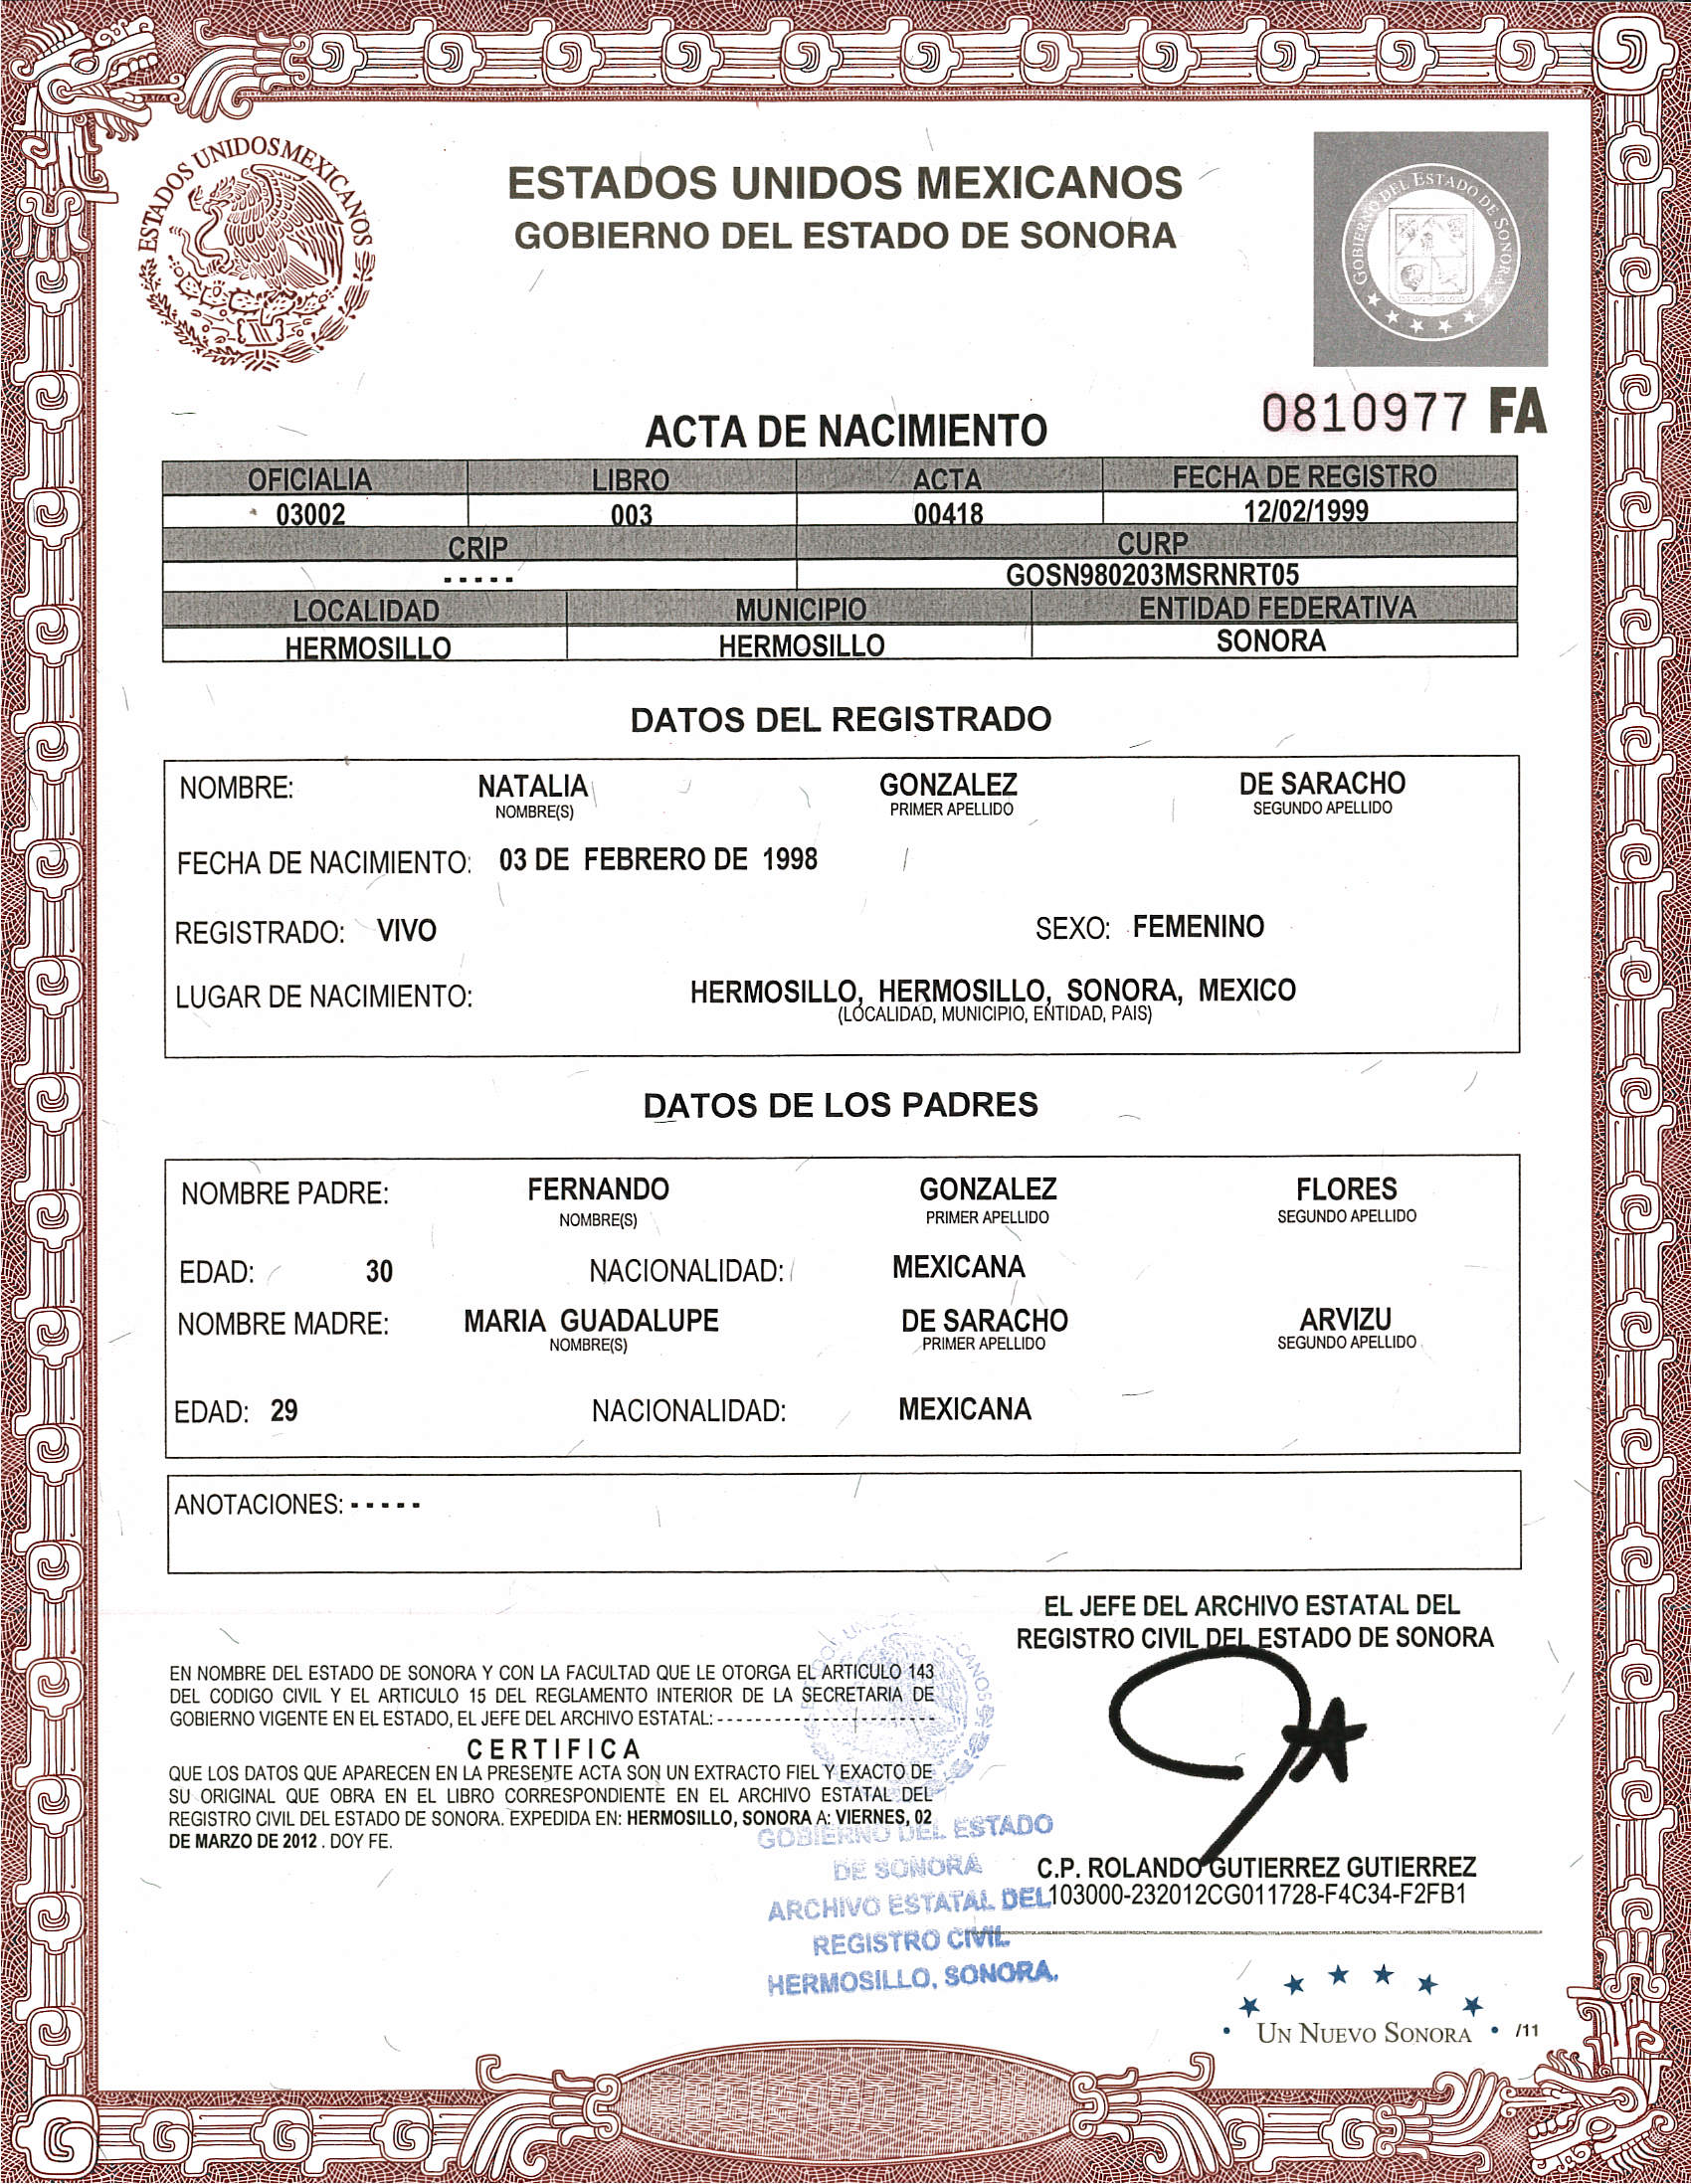 ESTADOS UNIDOS MEXICANOS
ESTADOS UNIDOS MEXICANOS
GOBIERNO DEL ESTADO DE SONORA
GOBIERNO DEL ESTADO DE SONORA
0810977 FA
ACTA DE NACIMIENTO
OFICIALIA LIBRO ACTA FECHA DE REGISTRO
03002 003 00418 12/02/1999
CRIP CURP
----- GOSN980203MSRNRT05
LOCALIDAD MUNICIPIO ENTIDAD FEDERATIVA
HERMOSILLO HERMOSILLO SONORA
DATOS DEL REGISTRADO
NOMBRE: NATALIA GONZALEZ DE SARACHO
NOMBRE(S) PRIMER APELLIDO SEGUNDO APELLIDO
FECHA DE NACIMIENTO: 03 DE FEBRERO DE 1998
REGISTRADO: VIVO SEXO: FEMENINO
LUGAR DE NACIMIENTO: HERMOSILLO, HERMOSILLO, SONORA, MEXICO
(LOCALIDAD, MUNICIPIO, ENTIDAD, PAIS)
DATOS DE LOS PADRES
NOMBRE PADRE: FERNANDO GONZALEZ FLORES
NOMBRE(S) PRIMER APELLIDO SEGUNDO APELLIDO
EDAD: 30 NACIONALIDAD: MEXICANA
NOMBRE MADRE: MARIA GUADALUPE DE SARACHO ARVIZU
NOMBRE(S) PRIMER APELLIDO SEGUNDO APELLIDO
EDAD: 29 NACIONALIDAD: MEXICANA
ANOTACIONES: -----
EL JEFE DEL ARCHIVO ESTATAL DEL
REGISTRO CIVIL DEL ESTADO DE SONORA
EN NOMBRE DEL ESTADO DE SONORA Y CON LA FACULTAD QUE LE OTORGA EL ARTICULO 143
DEL CODIGO CIVIL Y EL ARTICULO 15 DEL REGLAMENTO INTERIOR DE LA SECRETARIA DE
GOBIERNO VIGENTE EN EL ESTADO, EL JEFE DEL ARCHIVO ESTATAL: -----------------------
CERTIFICA
QUE LOS DATOS QUE APARECEN EN LA PRESENTE ACTA SON UN EXTRACTO FIEL Y EXACTO DE
SU ORIGINAL QUE OBRA EN EL LIBRO CORRESPONDIENTE EN EL ARCHIVO ESTATAL DEL
REGISTRO CIVIL DEL ESTADO DE SONORA. EXPEDIDA EN: HERMOSILLO, SONORA A: VIERNES, 02
DE MARZO DE 2012 . DOY FE.
GOBIERNO DEL ESTADO
DE SONORA
ARCHIVO ESTATAL DEL
REGISTRO CIVIL
HERMOSILLO, SONORA.
C.P. ROLANDO GUTIERREZ GUTIERREZ
103000-232012CG011728-F4C34-F2FB1
• UN NUEVO SONORA • /11